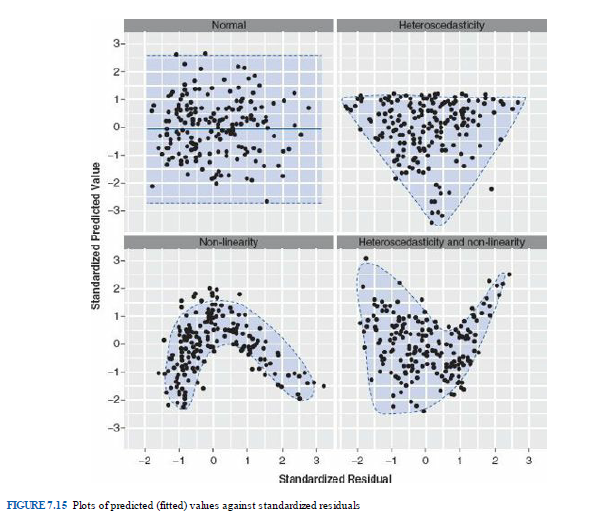 Normal
Heteroscedasticity
3
2
1
0
−1
−2
−3
Non-linearity
Heteroscedasticity and non-linearity
3
2
1
0
−1
−2
−3
−2 −1 0 1 2 3
−2 −1 0 1 2 3
Standardized Predicted Value
Standardized Residual
FIGURE 7.15 Plots of predicted (fitted) values against standardized residuals